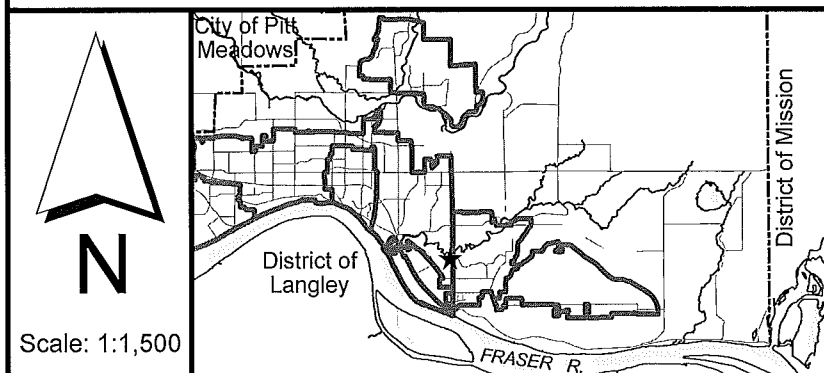 N
Scale: 1:1,500
City of Pitt
Meadows
District of
Langley
FRASER R.
District of Mission